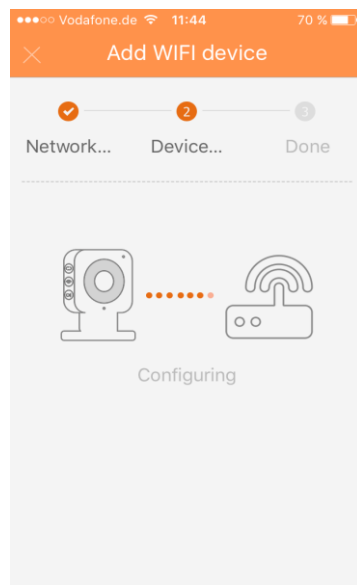 Vodafone.de 11:44 70 %
Add WIFI device
2 3
Network... Device... Done
Configuring